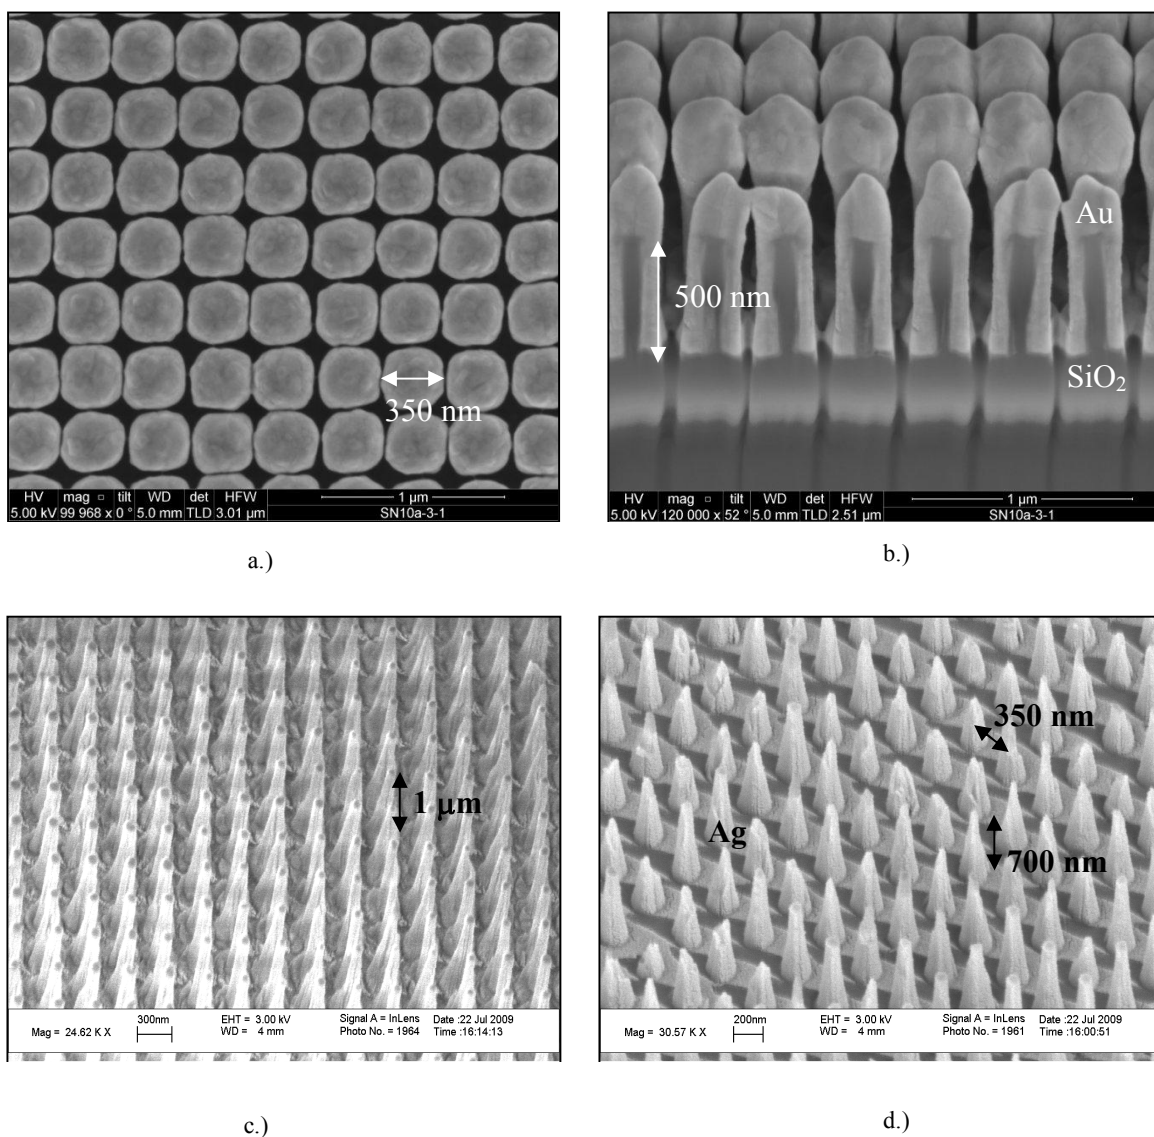 350 nm
HV mag □ tilt WD det HFW 1 µm
5.00 kV 99 968 x 0° 5.0 mm TLD 3.01 µm SN10a-3-1
a.)
Au
500 nm
SiO₂
HV mag □ tilt WD det HFW 1 µm
5.00 kV 120 000 x 52° 5.0 mm TLD 2.51 µm SN10a-3-1
b.)
1 µm
300nm EHT = 3.00 kV Signal A = InLens Date :22 Jul 2009
Mag = 24.62 K X WD = 4 mm Photo No. = 1964 Time :16:14:13
c.)
350 nm
Ag
700 nm
200nm EHT = 3.00 kV Signal A = InLens Date :22 Jul 2009
Mag = 30.57 K X WD = 4 mm Photo No. = 1961 Time :16:00:51
d.)